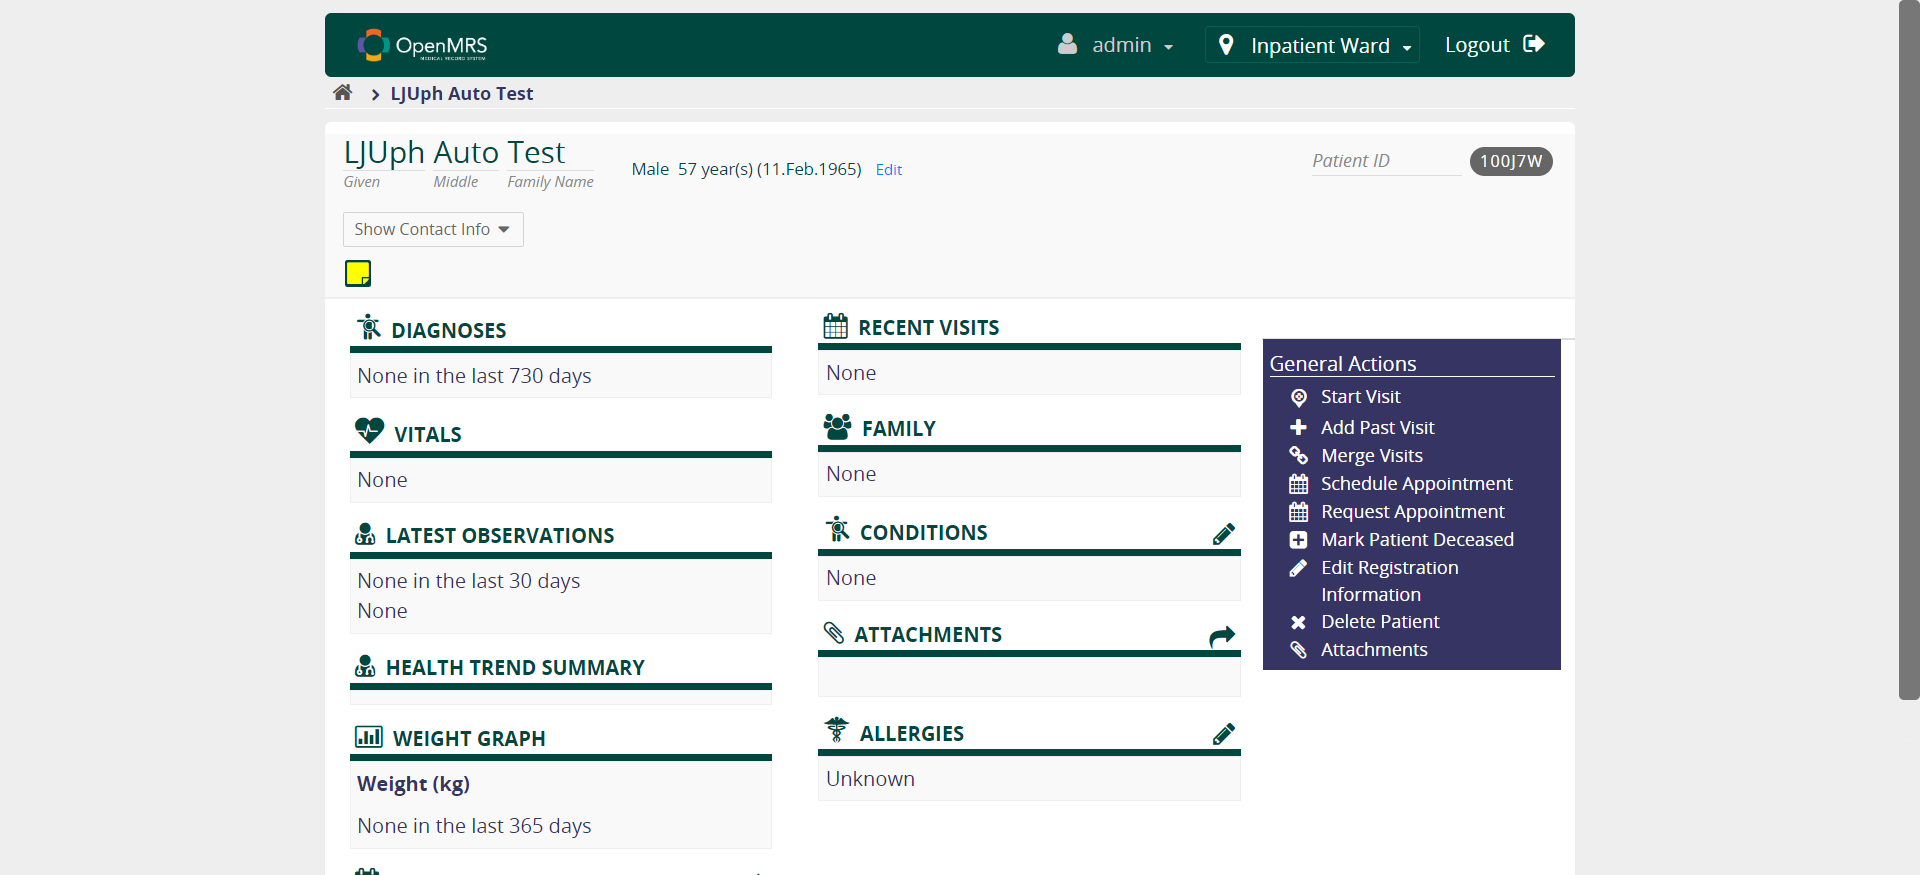 OpenMRS
MEDICAL RECORD SYSTEM
admin
Inpatient Ward
Logout
LJUph Auto Test
LJUph Auto Test
Given Middle Family Name
Male 57 year(s) (11.Feb.1965) Edit
Patient ID 100J7W
Show Contact Info
DIAGNOSES
None in the last 730 days
VITALS
None
LATEST OBSERVATIONS
None in the last 30 days
None
HEALTH TREND SUMMARY
WEIGHT GRAPH
Weight (kg)
None in the last 365 days
RECENT VISITS
None
FAMILY
None
CONDITIONS
None
ATTACHMENTS
ALLERGIES
Unknown
General Actions
Start Visit
Add Past Visit
Merge Visits
Schedule Appointment
Request Appointment
Mark Patient Deceased
Edit Registration
Information
Delete Patient
Attachments